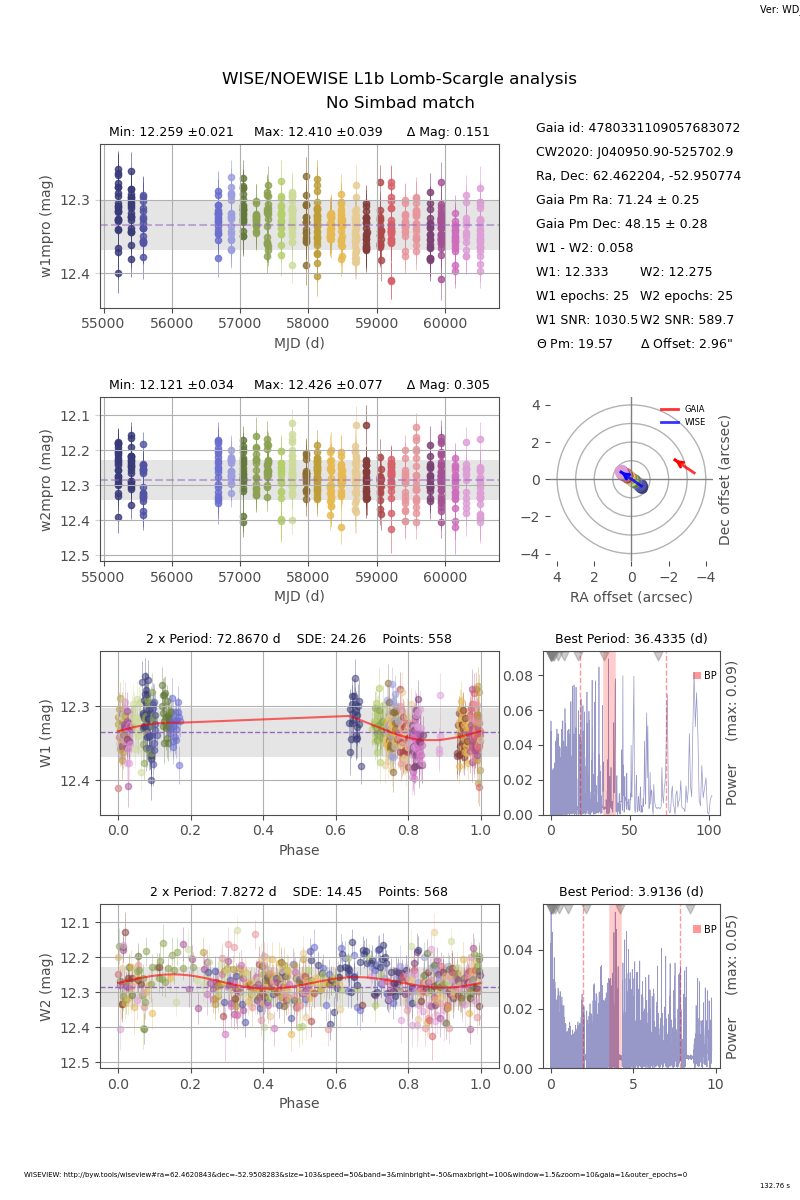 Ver: WD_
WISE/NOEWISE L1b Lomb-Scargle analysis
No Simbad match
Min: 12.259 ±0.021 Max: 12.410 ±0.039 Δ Mag: 0.151
w1mpro (mag)
12.3
12.4
55000 56000 57000 58000 59000 60000
MJD (d)
Gaia id: 4780331109057683072
CW2020: J040950.90-525702.9
Ra, Dec: 62.462204, -52.950774
Gaia Pm Ra: 71.24 ± 0.25
Gaia Pm Dec: 48.15 ± 0.28
W1 - W2: 0.058
W1: 12.333 W2: 12.275
W1 epochs: 25 W2 epochs: 25
W1 SNR: 1030.5 W2 SNR: 589.7
Θ Pm: 19.57 Δ Offset: 2.96"
Min: 12.121 ±0.034 Max: 12.426 ±0.077 Δ Mag: 0.305
w2mpro (mag)
12.1
12.2
12.3
12.4
12.5
55000 56000 57000 58000 59000 60000
MJD (d)
GAIA
WISE
4
2
0
−2
−4
4 2 0 −2 −4
RA offset (arcsec)
Dec offset (arcsec)
2 x Period: 72.8670 d SDE: 24.26 Points: 558
W1 (mag)
12.3
12.4
0.0 0.2 0.4 0.6 0.8 1.0
Phase
Best Period: 36.4335 (d)
BP
0.08
0.06
0.04
0.02
0.00
0 50 100
Power (max: 0.09)
2 x Period: 7.8272 d SDE: 14.45 Points: 568
W2 (mag)
12.1
12.2
12.3
12.4
12.5
0.0 0.2 0.4 0.6 0.8 1.0
Phase
Best Period: 3.9136 (d)
BP
0.04
0.02
0.00
0 5 10
Power (max: 0.05)
WISEVIEW: http://byw.tools/wiseview#ra=62.4620843&dec=-52.9508283&size=103&speed=50&band=3&minbright=-50&maxbright=100&window=1.5&zoom=10&gaia=1&outer_epochs=0
132.76 s